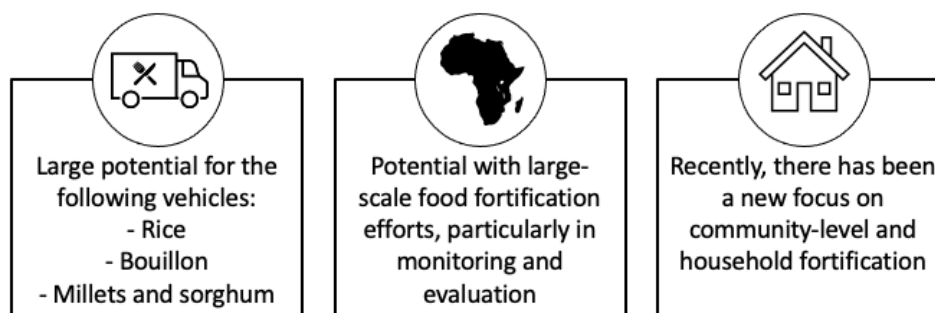 Large potential for the
following vehicles:
- Rice
- Bouillon
- Millets and sorghum
Potential with large-
scale food fortification
efforts, particularly in
monitoring and
evaluation
Recently, there has been
a new focus on
community-level and
household fortification